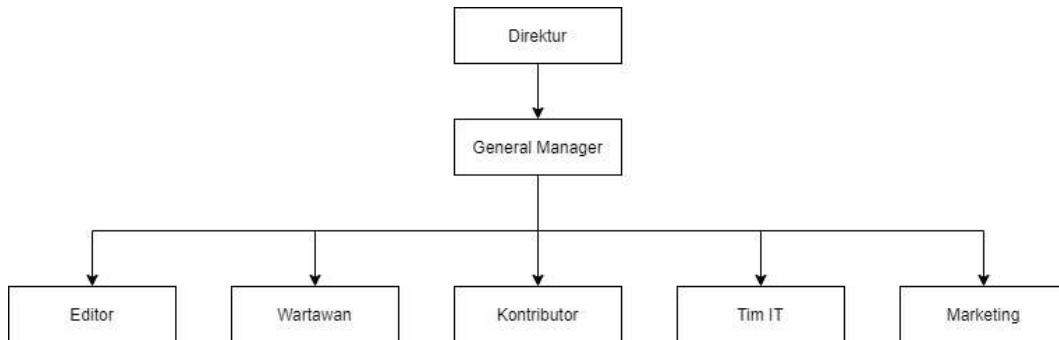 Direktur
General Manager
Editor
Wartawan
Kontributor
Tim IT
Marketing